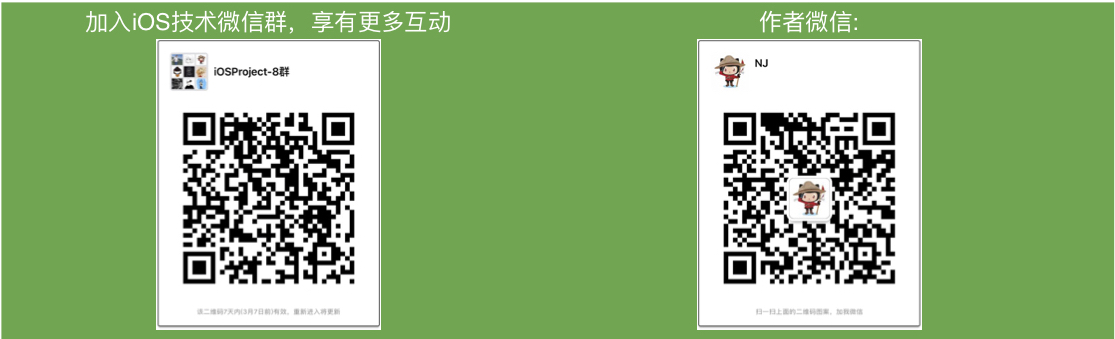 加入iOS技术微信群，享有更多互动
iOSProject-8群
该二维码7天内(3月7日前)有效，重新进入将更新
作者微信:
NJ
扫一扫上面的二维码图案，加我微信